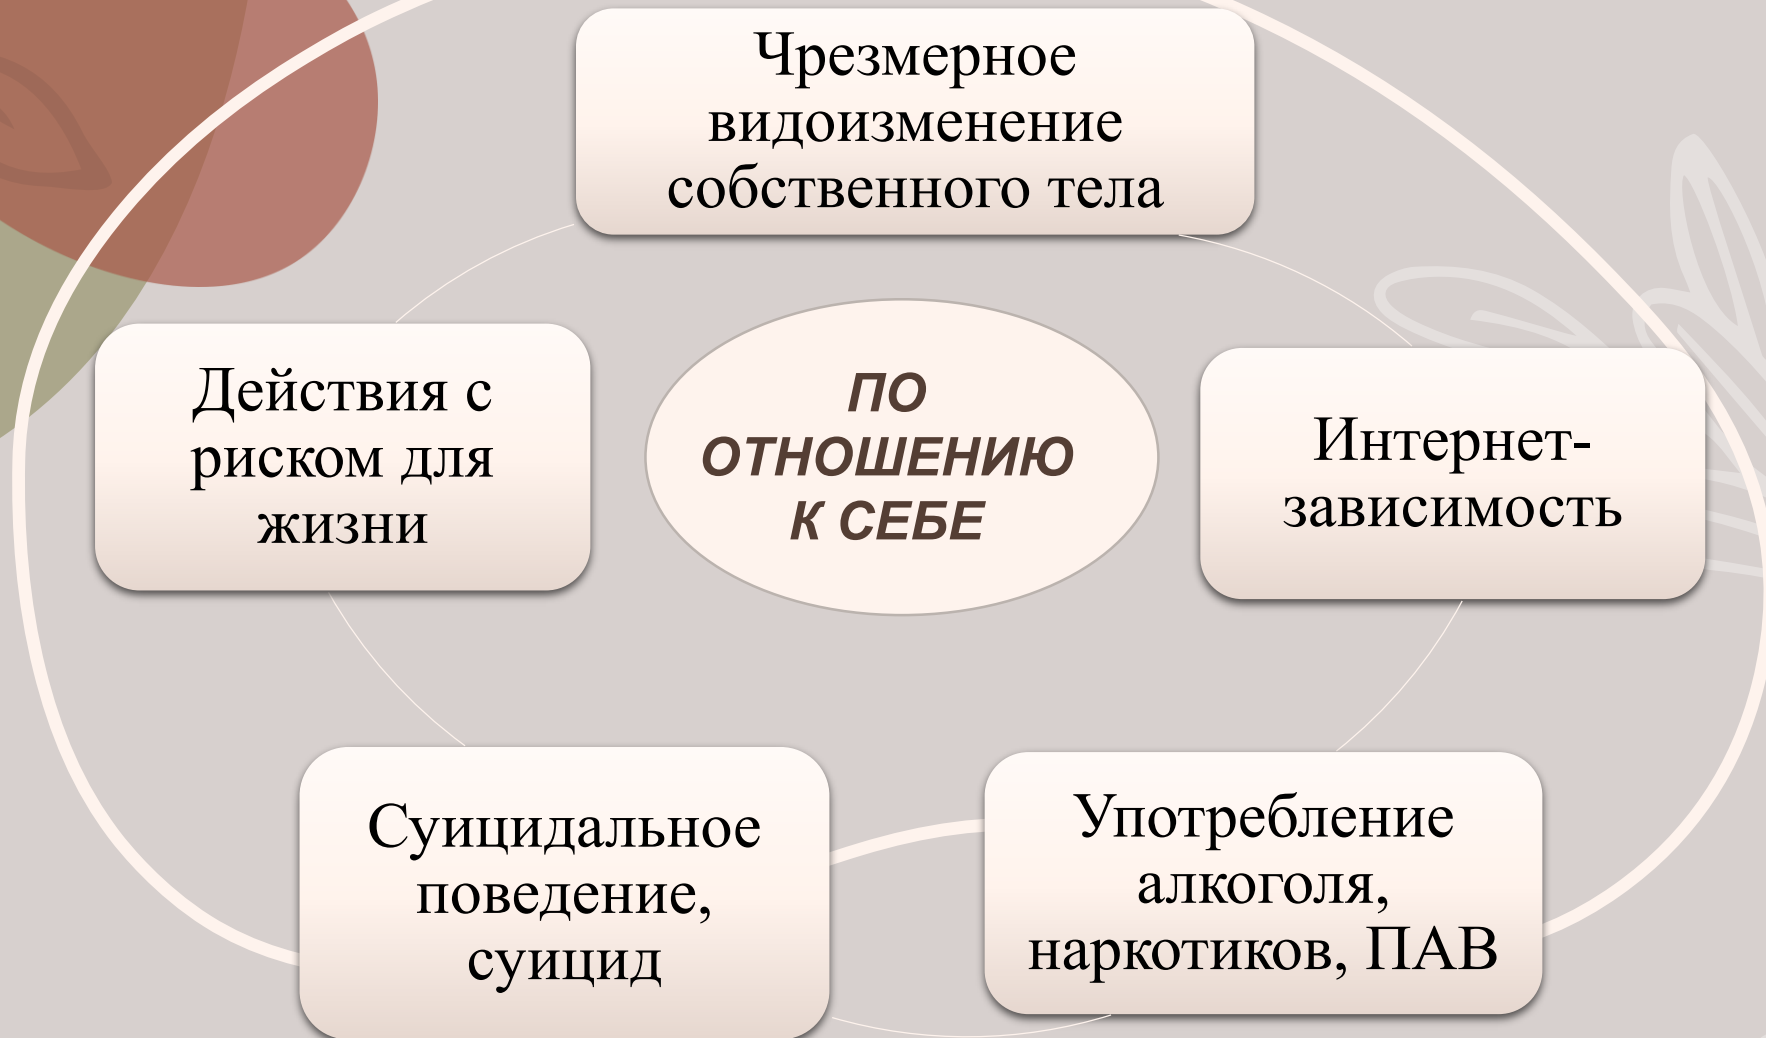 Чрезмерное
видоизменение
собственного тела
Действия с
риском для
жизни
ПО
ОТНОШЕНИЮ
К СЕБЕ
Интернет-
зависимость
Суицидальное
поведение,
суицид
Употребление
алкоголя,
наркотиков, ПАВ